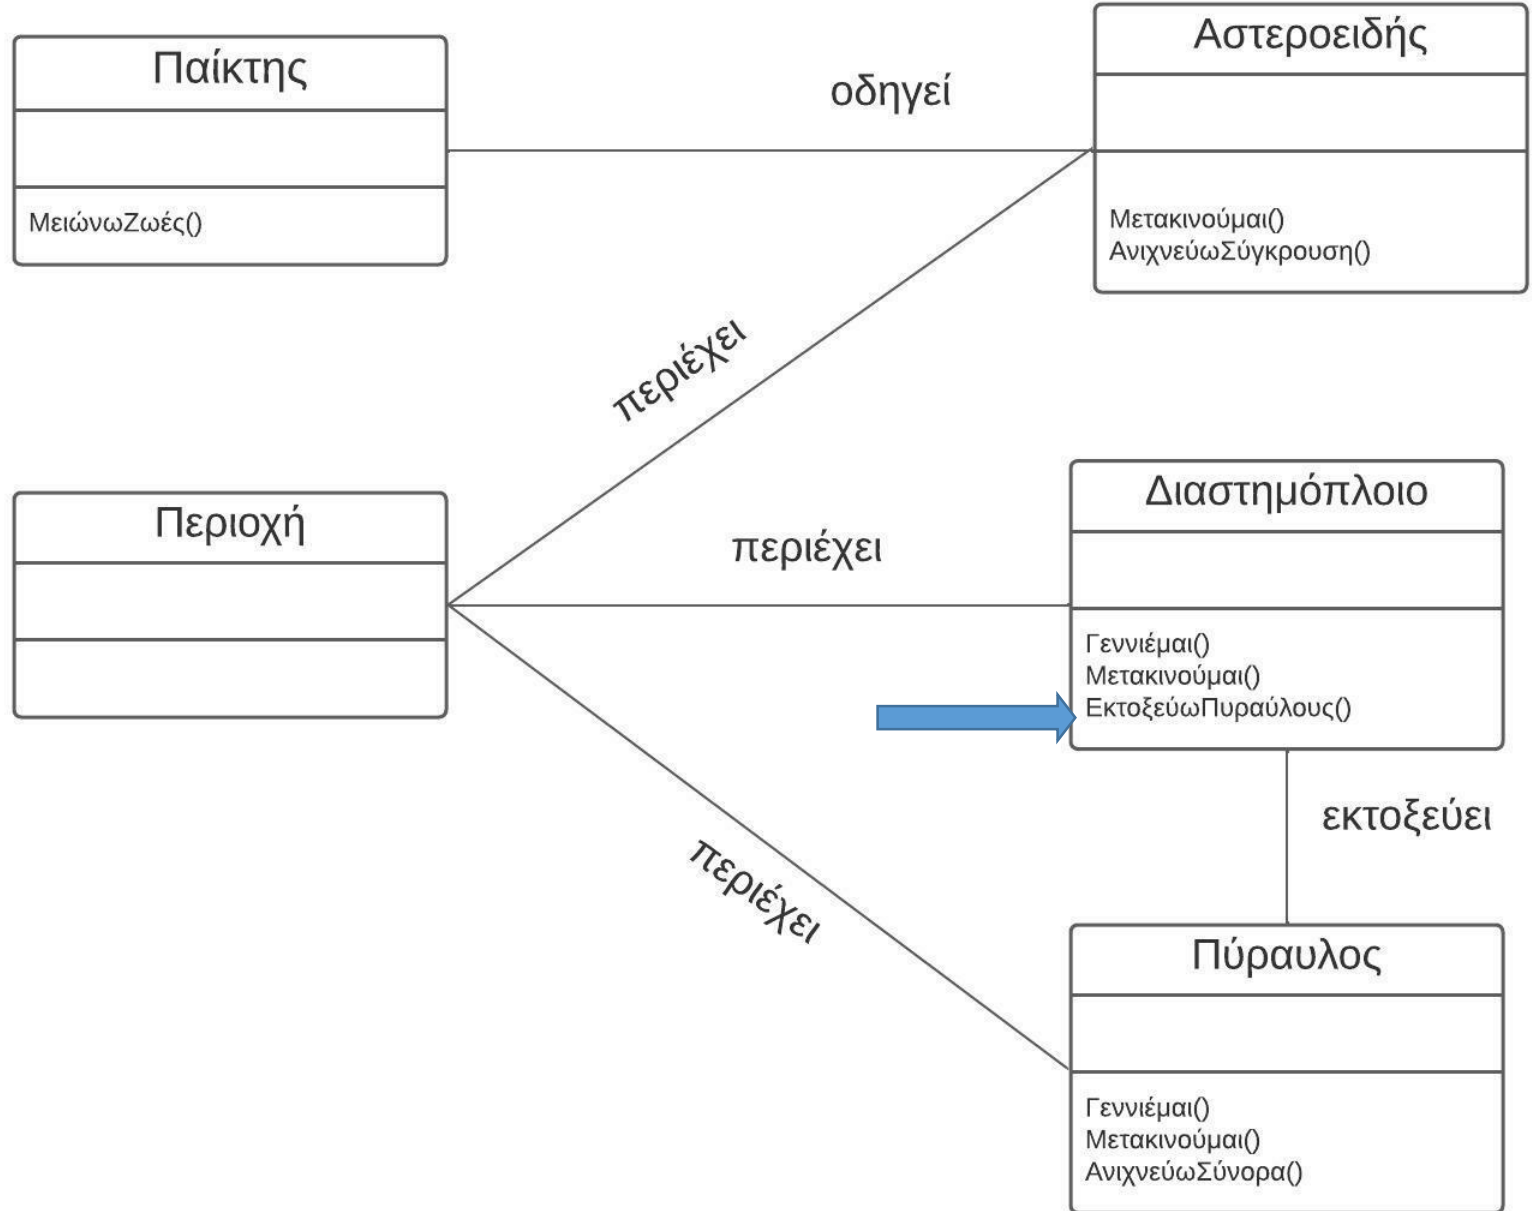 Παίκτης
ΜειώνωΖωές()
οδηγεί
Αστεροειδής
Μετακινούμαι()
ΑνιχνεύωΣύγκρουση()
περιέχει
Περιοχή
περιέχει
Διαστημόπλοιο
Γεννιέμαι()
Μετακινούμαι()
ΕκτοξεύωΠυραύλους()
εκτοξεύει
περιέχει
Πύραυλος
Γεννιέμαι()
Μετακινούμαι()
ΑνιχνεύωΣύνορα()